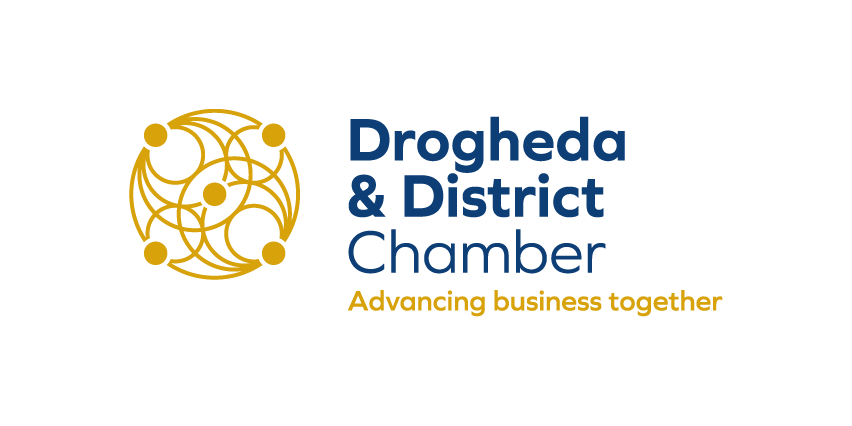 Drogheda
& District
Chamber
Advancing business together